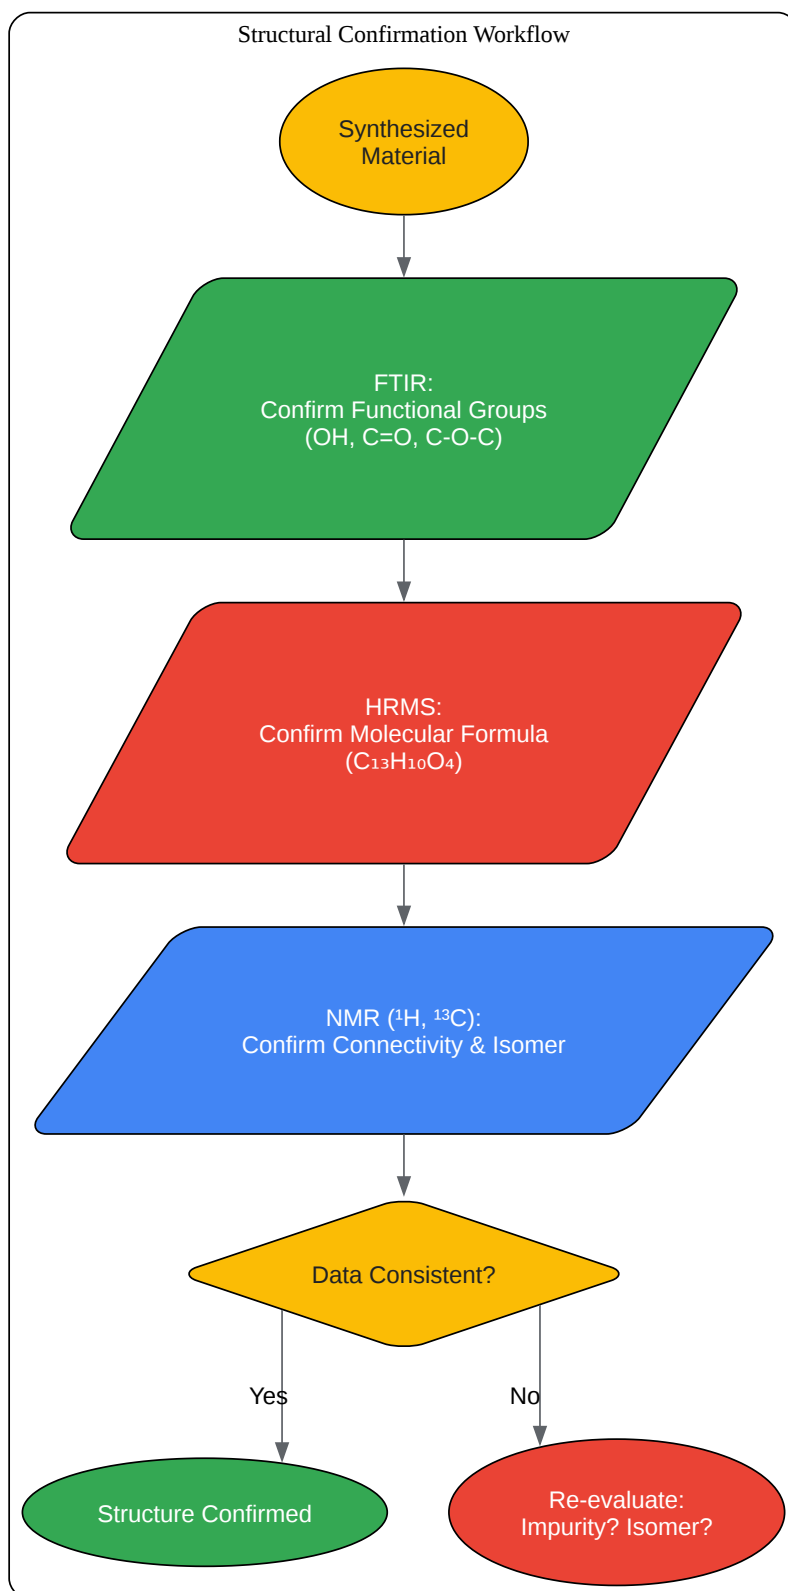 Structural Confirmation Workflow
Synthesized
Material
FTIR:
Confirm Functional Groups
(OH, C=O, C-O-C)
HRMS:
Confirm Molecular Formula
(C₁₃H₁₀O₄)
NMR (¹H, ¹³C):
Confirm Connectivity & Isomer
Data Consistent?
Yes
No
Structure Confirmed
Re-evaluate:
Impurity? Isomer?